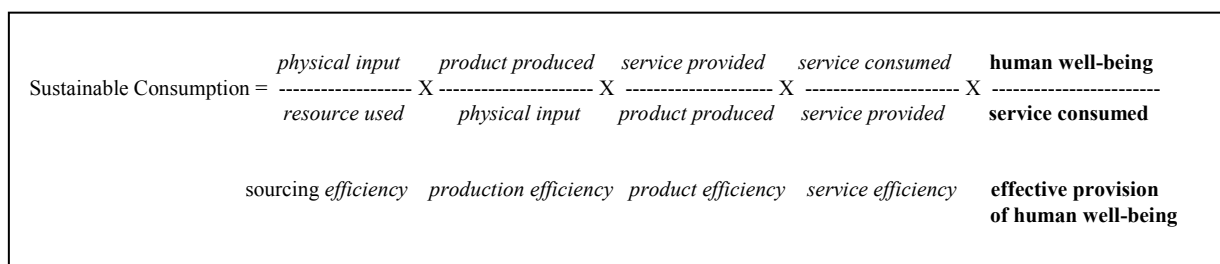 physical input product produced service provided service consumed human well-being
Sustainable Consumption = ------------------- X ---------------------- X --------------------- X ---------------------- X ------------------------
resource used physical input product produced service provided service consumed
sourcing efficiency production efficiency product efficiency service efficiency effective provision
of human well-being